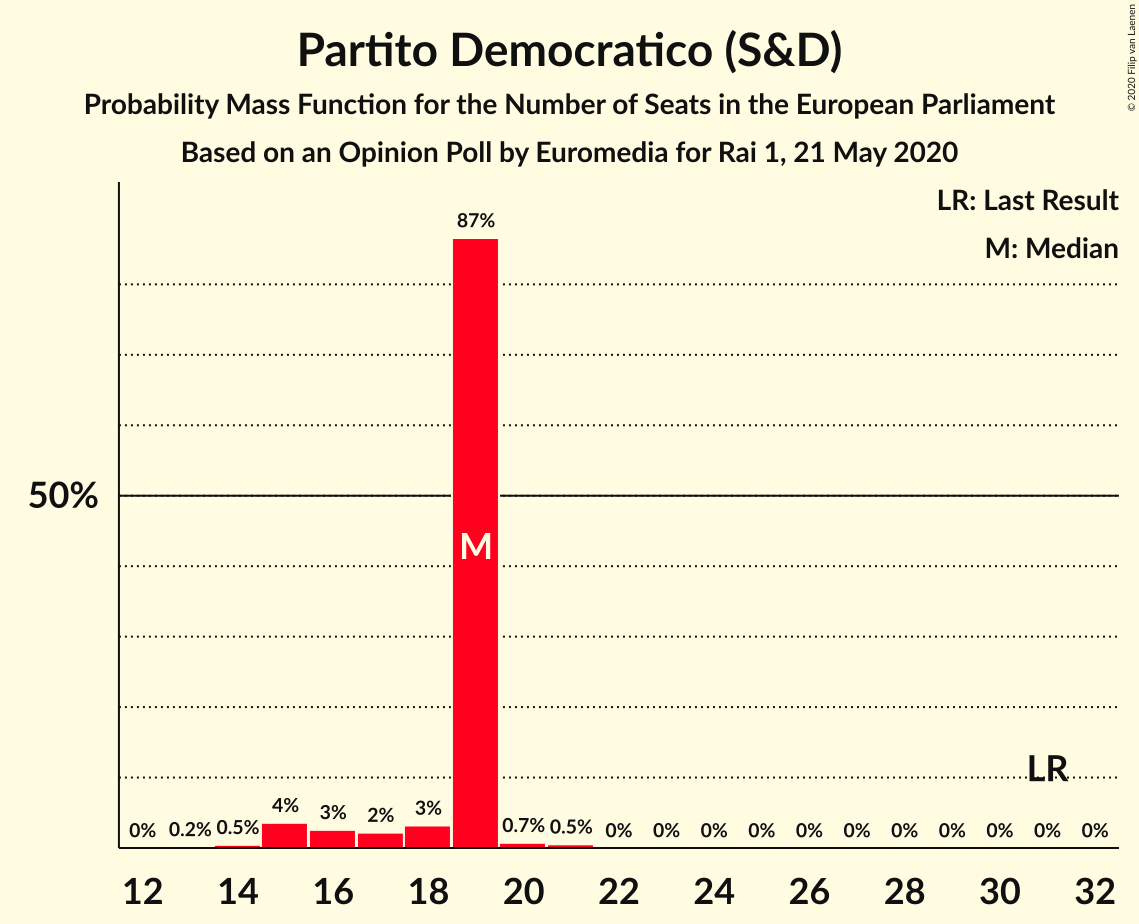 Partito Democratico (S&D)
Probability Mass Function for the Number of Seats in the European Parliament
Based on an Opinion Poll by Euromedia for Rai 1, 21 May 2020
© 2020 Filip van Laenen
LR: Last Result
M: Median
87%
50%
M
LR
0% 0.2% 0.5% 4% 3% 2% 3% 0.7% 0.5% 0% 0% 0% 0% 0% 0% 0% 0% 0% 0% 0%
12 14 16 18 20 22 24 26 28 30 32